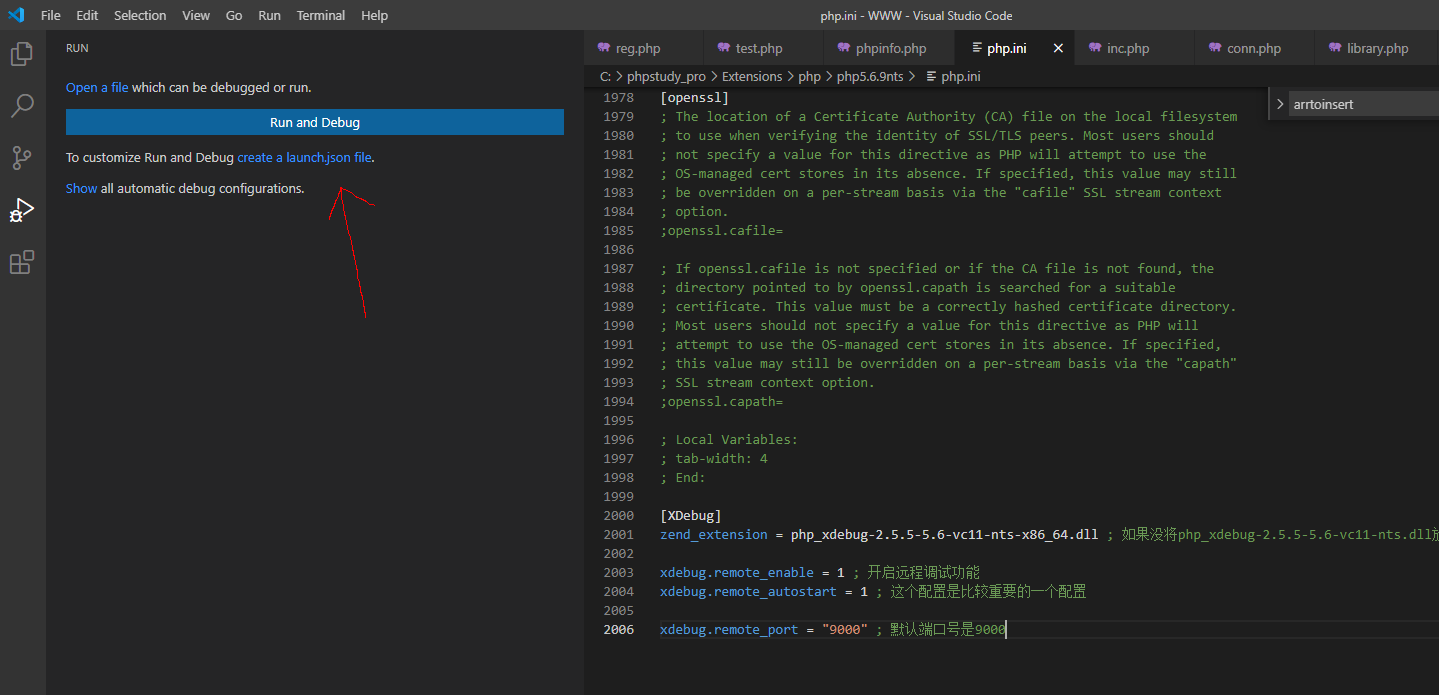 File Edit Selection View Go Run Terminal Help
php.ini - WWW - Visual Studio Code
RUN
Open a file which can be debugged or run.
Run and Debug
To customize Run and Debug create a launch.json file.
Show all automatic debug configurations.
reg.php test.php phpinfo.php php.ini inc.php conn.php library.php
C: > phpstudy_pro > Extensions > php > php5.6.9nts > php.ini
arrtoinsert
1978 [openssl]
1979 ; The location of a Certificate Authority (CA) file on the local filesystem
1980 ; to use when verifying the identity of SSL/TLS peers. Most users should
1981 ; not specify a value for this directive as PHP will attempt to use the
1982 ; OS-managed cert stores in its absence. If specified, this value may still
1983 ; be overridden on a per-stream basis via the "cafile" SSL stream context
1984 ; option.
1985 ;openssl.cafile=
1986
1987 ; If openssl.cafile is not specified or if the CA file is not found, the
1988 ; directory pointed to by openssl.capath is searched for a suitable
1989 ; certificate. This value must be a correctly hashed certificate directory.
1990 ; Most users should not specify a value for this directive as PHP will
1991 ; attempt to use the OS-managed cert stores in its absence. If specified,
1992 ; this value may still be overridden on a per-stream basis via the "capath"
1993 ; SSL stream context option.
1994 ;openssl.capath=
1995
1996 ; Local Variables:
1997 ; tab-width: 4
1998 ; End:
1999
2000 [XDebug]
2001 zend_extension = php_xdebug-2.5.5-5.6-vc11-nts-x86_64.dll ; 如果没将php_xdebug-2.5.5-5.6-vc11-nts.dll放
2002
2003 xdebug.remote_enable = 1 ; 开启远程调试功能
2004 xdebug.remote_autostart = 1 ; 这个配置是比较重要的一个配置
2005
2006 xdebug.remote_port = "9000" ; 默认端口号是9000